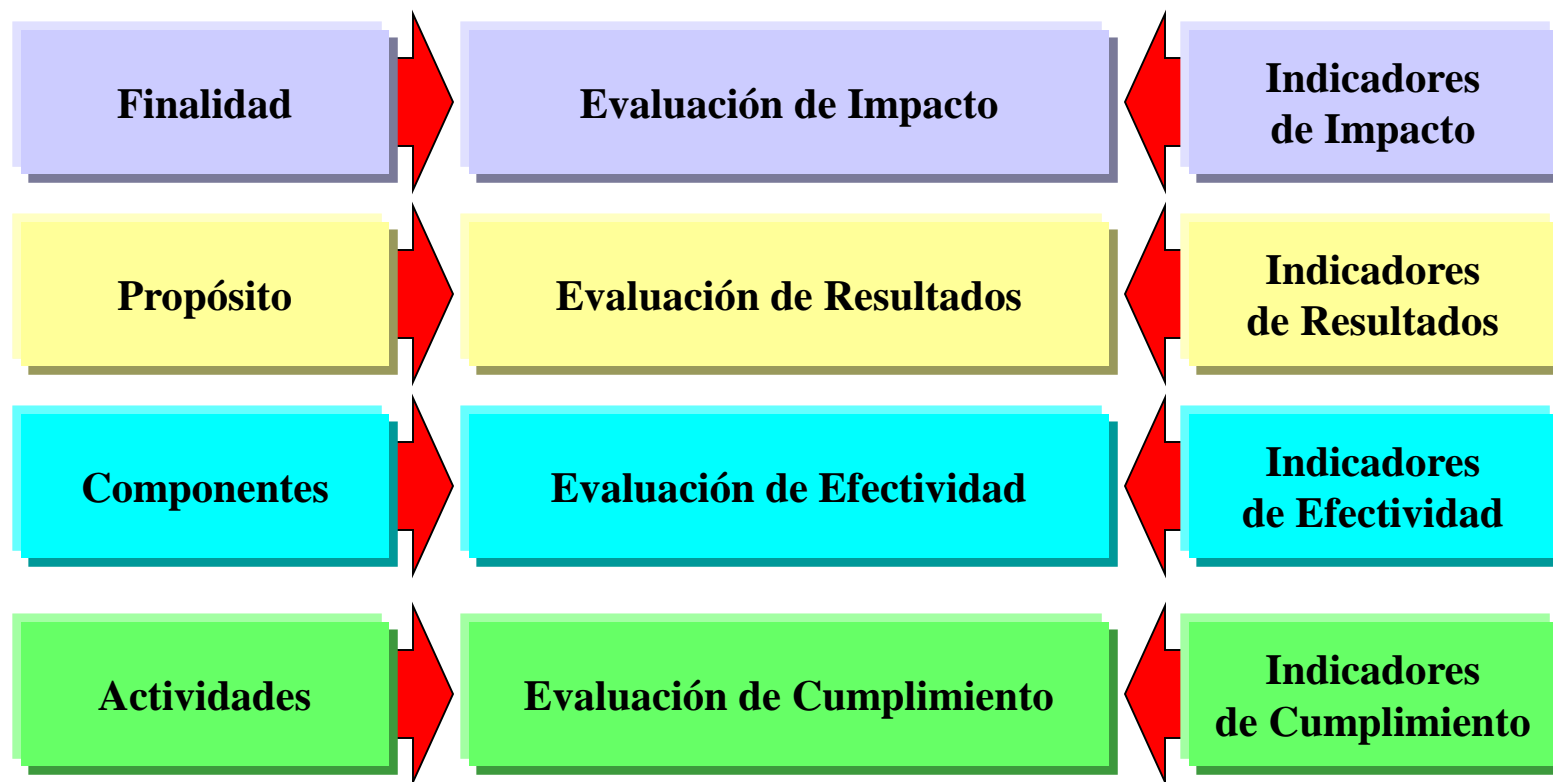 Finalidad
Evaluación de Impacto
Indicadores
de Impacto
Propósito
Evaluación de Resultados
Indicadores
de Resultados
Componentes
Evaluación de Efectividad
Indicadores
de Efectividad
Actividades
Evaluación de Cumplimiento
Indicadores
de Cumplimiento